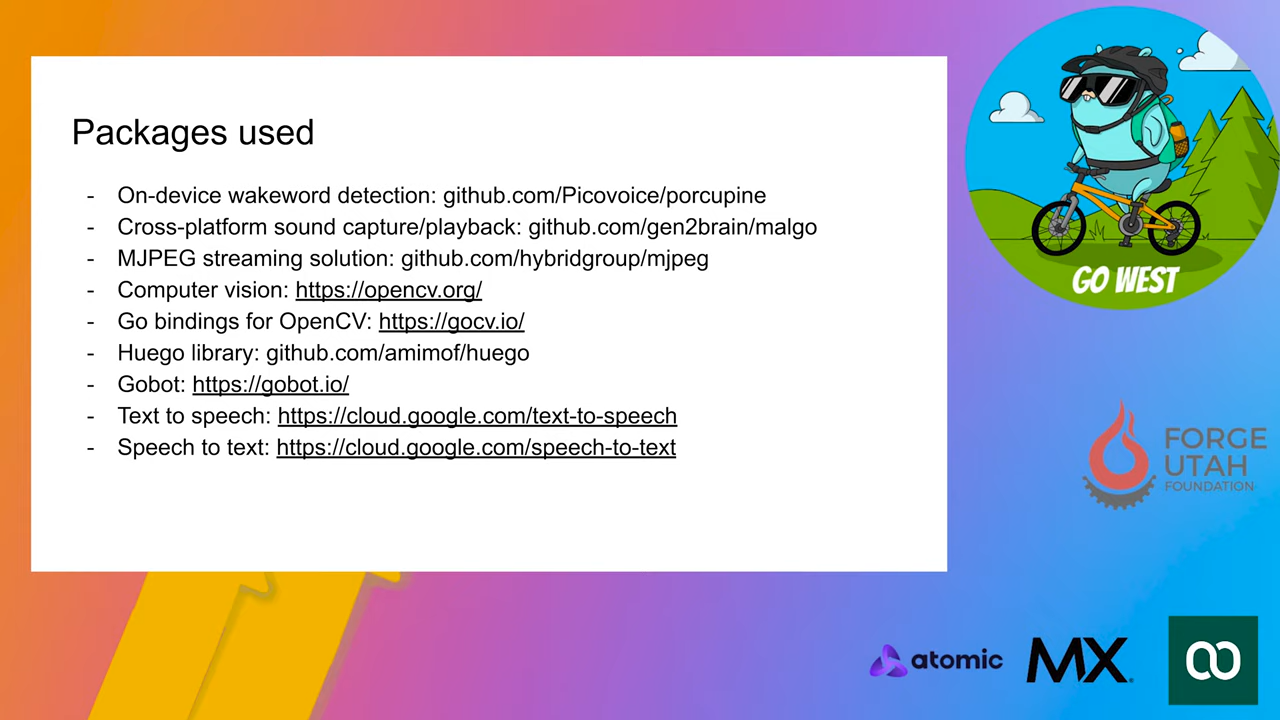 Packages used
- On-device wakeword detection: github.com/Picovoice/porcupine
- Cross-platform sound capture/playback: github.com/gen2brain/malgo
- MJPEG streaming solution: github.com/hybridgroup/mjpeg
- Computer vision: https://opencv.org/
- Go bindings for OpenCV: https://gocv.io/
- Huego library: github.com/amimof/huego
- Gobot: https://gobot.io/
- Text to speech: https://cloud.google.com/text-to-speech
- Speech to text: https://cloud.google.com/speech-to-text
GO WEST
FORGE
UTAH
FOUNDATION
atomic
MX